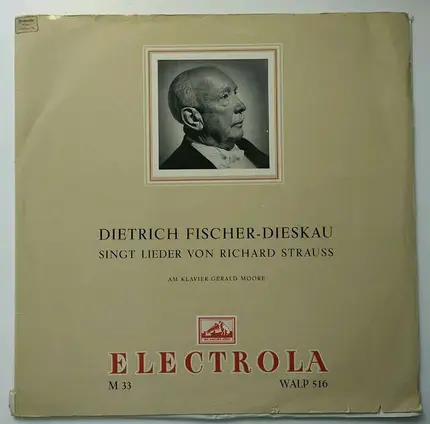 DIETRICH FISCHER-DIESKAU
SINGT LIEDER VON RICHARD STRAUSS
AM KLAVIER: GERALD MOORE
ELECTROLA
M 33 WALP 516